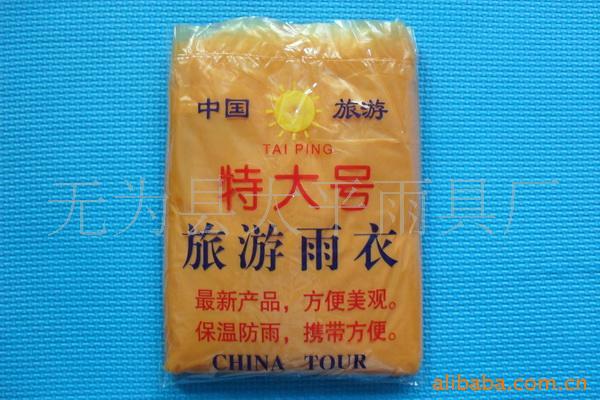 中国 旅游
TAI PING
特大号
无为县太平雨具厂
旅游雨衣
最新产品，方便美观。
保温防雨，携带方便。
CHINA TOUR
alibaba.com.cn